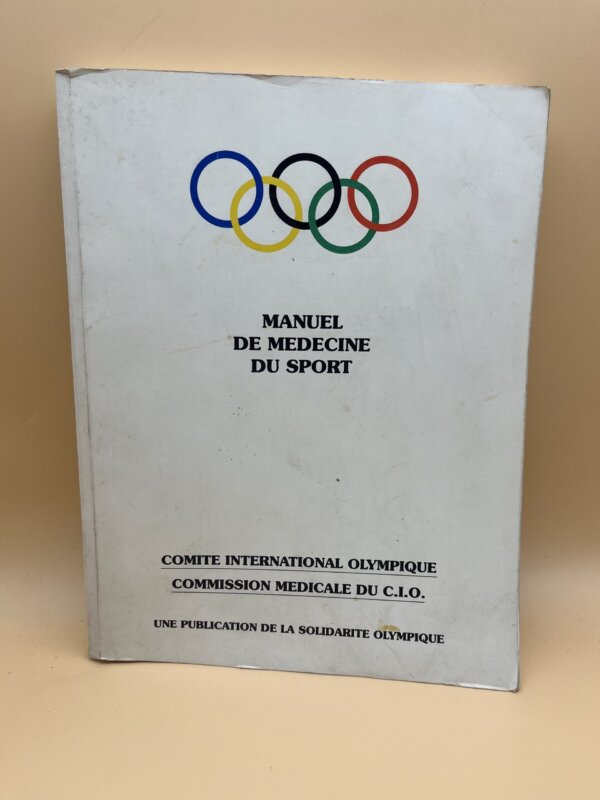 MANUEL
DE MEDECINE
DU SPORT
COMITE INTERNATIONAL OLYMPIQUE
COMMISSION MEDICALE DU C.I.O.
UNE PUBLICATION DE LA SOLIDARITE OLYMPIQUE